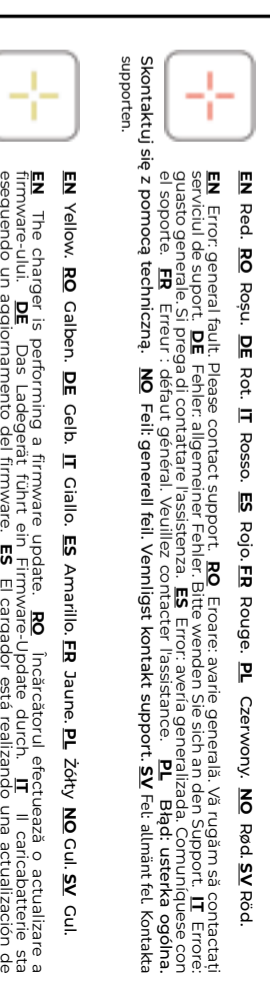 EN Red. RO Roșu. DE Rot. IT Rosso. ES Rojo. FR Rouge. PL Czerwony. NO Rød. SV Röd.
EN Error: general fault. Please contact support. RO Eroare: avarie generală. Vă rugăm să contactați
serviciul de suport. DE Fehler: allgemeiner Fehler. Bitte wenden Sie sich an den Support. IT Errore:
guasto generale. Si prega di contattare l'assistenza. ES Error: avería generalizada. Comuníquese con
el soporte. FR Erreur : défaut général. Veuillez contacter l'assistance. PL Błąd: usterka ogólna.
Skontaktuj się z pomocą techniczną. NO Feil: generell feil. Vennligst kontakt support. SV Fel: allmänt fel. Kontakta
supporten.
EN Yellow. RO Galben. DE Gelb. IT Giallo. ES Amarillo. FR Jaune. PL Żółty NO Gul. SV Gul.
EN The charger is performing a firmware update. RO Încărcătorul efectuează o actualizare a
firmware-ului. DE Das Ladegerät führt ein Firmware-Update durch. IT Il caricabatterie sta
eseguendo un aggiornamento del firmware. ES El cargador está realizando una actualización de